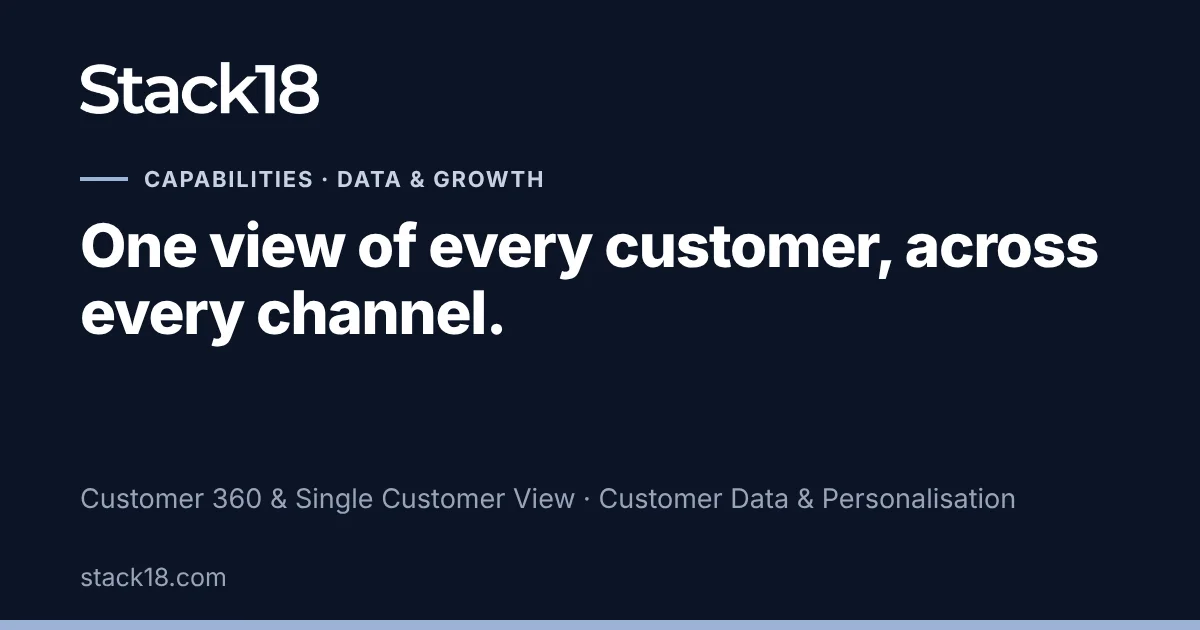 Stack18
CAPABILITIES · DATA & GROWTH
One view of every customer, across
every channel.
Customer 360 & Single Customer View · Customer Data & Personalisation
stack18.com